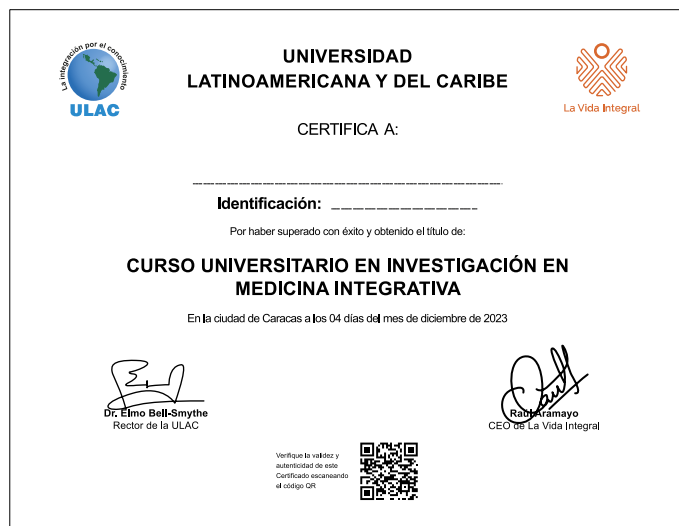 La integración por el conocimiento
ULAC
UNIVERSIDAD
LATINOAMERICANA Y DEL CARIBE
La Vida Integral
CERTIFICA A:
Identificación: _______________
Por haber superado con éxito y obtenido el título de:
CURSO UNIVERSITARIO EN INVESTIGACIÓN EN
MEDICINA INTEGRATIVA
En la ciudad de Caracas a los 04 días del mes de diciembre de 2023
Dr. Elmo Bell-Smythe
Rector de la ULAC
Raúl Aramayo
CEO de La Vida Integral
Verifique la validez y
autenticidad de este
Certificado escaneando
el código QR